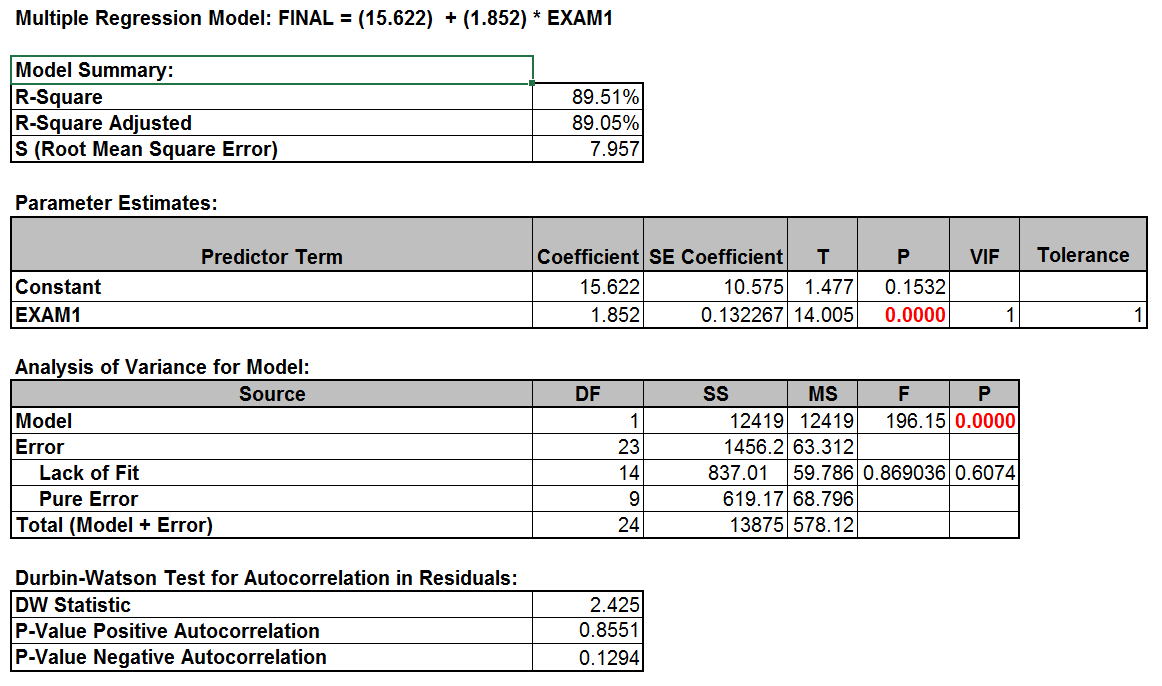 Multiple Regression Model: FINAL = (15.622) + (1.852) * EXAM1
Model Summary:
R-Square 89.51%
R-Square Adjusted 89.05%
S (Root Mean Square Error) 7.957
Parameter Estimates:
Predictor Term Coefficient SE Coefficient T P VIF Tolerance
Constant 15.622 10.575 1.477 0.1532
EXAM1 1.852 0.132267 14.005 0.0000 1 1
Analysis of Variance for Model:
Source DF SS MS F P
Model 1 12419 12419 196.15 0.0000
Error 23 1456.2 63.312
Lack of Fit 14 837.01 59.786 0.869036 0.6074
Pure Error 9 619.17 68.796
Total (Model + Error) 24 13875 578.12
Durbin-Watson Test for Autocorrelation in Residuals:
DW Statistic 2.425
P-Value Positive Autocorrelation 0.8551
P-Value Negative Autocorrelation 0.1294